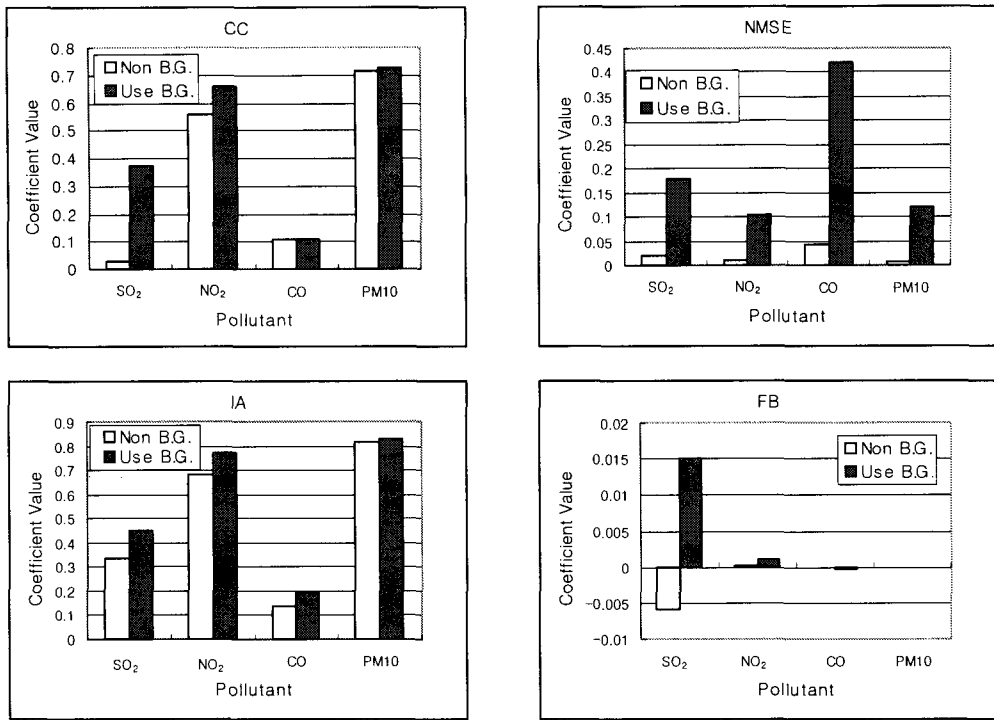 CC
Coefficient Value
0.8
0.7
0.6
0.5
0.4
0.3
0.2
0.1
0
Non B.G.
Use B.G.
SO₂ NO₂ CO PM10
Pollutant
NMSE
Coeffieient Value
0.45
0.4
0.35
0.3
0.25
0.2
0.15
0.1
0.05
0
Non B.G.
Use B.G.
SO₂ NO₂ CO PM10
Pollutant
IA
Coefficient Value
0.9
0.8
0.7
0.6
0.5
0.4
0.3
0.2
0.1
0
Non B.G.
Use B.G.
SO₂ NO₂ CO PM10
Pollutant
FB
Coefficient Value
0.02
0.015
0.01
0.005
0
-0.005
-0.01
Non B.G.
Use B.G.
SO₂ NO₂ CO PM10
Pollutant